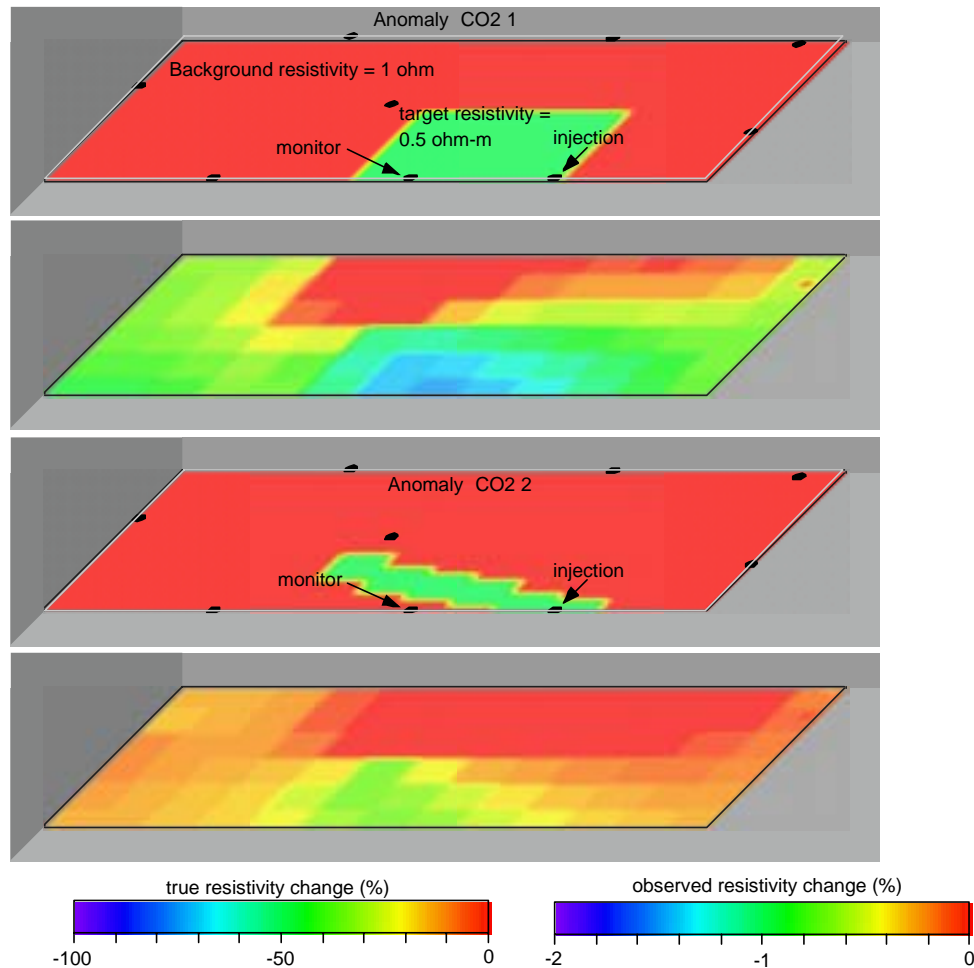 Anomaly CO2 1
Background resistivity = 1 ohm
target resistivity =
0.5 ohm-m
monitor
injection
Anomaly CO2 2
monitor
injection
true resistivity change (%)
-100
-50
0
observed resistivity change (%)
-2
-1
0